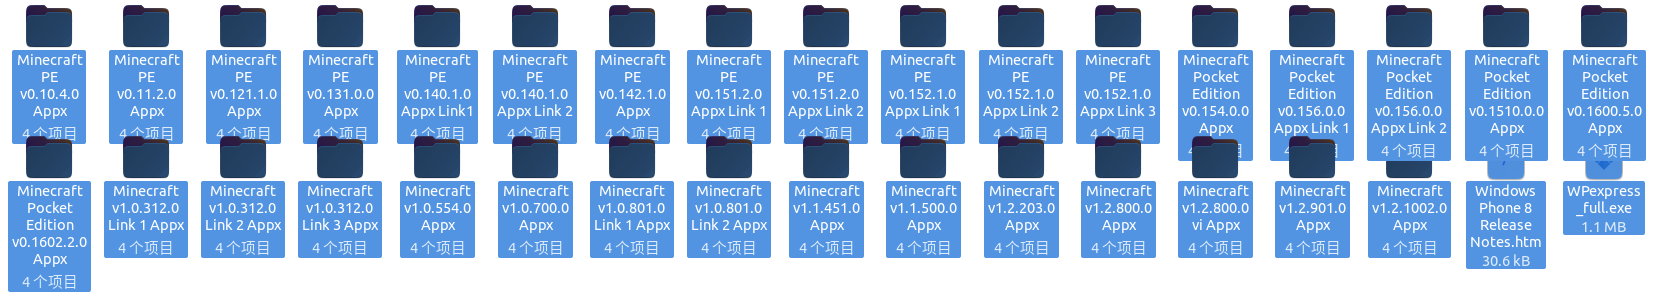 Minecraft
PE
v0.10.4.0
Appx
4 个项目
Minecraft
PE
v0.11.2.0
Appx
4 个项目
Minecraft
PE
v0.121.1.0
Appx
4 个项目
Minecraft
PE
v0.131.0.0
Appx
4 个项目
Minecraft
PE
v0.140.1.0
Appx Link1
4 个项目
Minecraft
PE
v0.140.1.0
Appx Link 2
4 个项目
Minecraft
PE
v0.142.1.0
Appx
4 个项目
Minecraft
PE
v0.151.2.0
Appx Link 1
4 个项目
Minecraft
PE
v0.151.2.0
Appx Link 2
4 个项目
Minecraft
PE
v0.152.1.0
Appx Link 1
4 个项目
Minecraft
PE
v0.152.1.0
Appx Link 2
4 个项目
Minecraft
PE
v0.152.1.0
Appx Link 3
4 个项目
Minecraft
Pocket
Edition
v0.154.0.0
Appx
Minecraft
Pocket
Edition
v0.156.0.0
Appx Link 1
Minecraft
Pocket
Edition
v0.156.0.0
Appx Link 2
4 个项目
Minecraft
Pocket
Edition
v0.1510.0.0
Appx
4 个项目
Minecraft
Pocket
Edition
v0.1600.5.0
Appx
4 个项目
Minecraft
Pocket
Edition
v0.1602.2.0
Appx
4 个项目
Minecraft
v1.0.312.0
Link 1 Appx
4 个项目
Minecraft
v1.0.312.0
Link 2 Appx
4 个项目
Minecraft
v1.0.312.0
Link 3 Appx
4 个项目
Minecraft
v1.0.554.0
Appx
4 个项目
Minecraft
v1.0.700.0
Appx
4 个项目
Minecraft
v1.0.801.0
Link 1 Appx
4 个项目
Minecraft
v1.0.801.0
Link 2 Appx
4 个项目
Minecraft
v1.1.451.0
Appx
4 个项目
Minecraft
v1.1.500.0
Appx
4 个项目
Minecraft
v1.2.203.0
Appx
4 个项目
Minecraft
v1.2.800.0
Appx
4 个项目
Minecraft
v1.2.800.0
vi Appx
4 个项目
Minecraft
v1.2.901.0
Appx
4 个项目
Minecraft
v1.2.1002.0
Appx
4 个项目
Windows
Phone 8
Release
Notes.htm
30.6 kB
WPexpress
_full.exe
1.1 MB